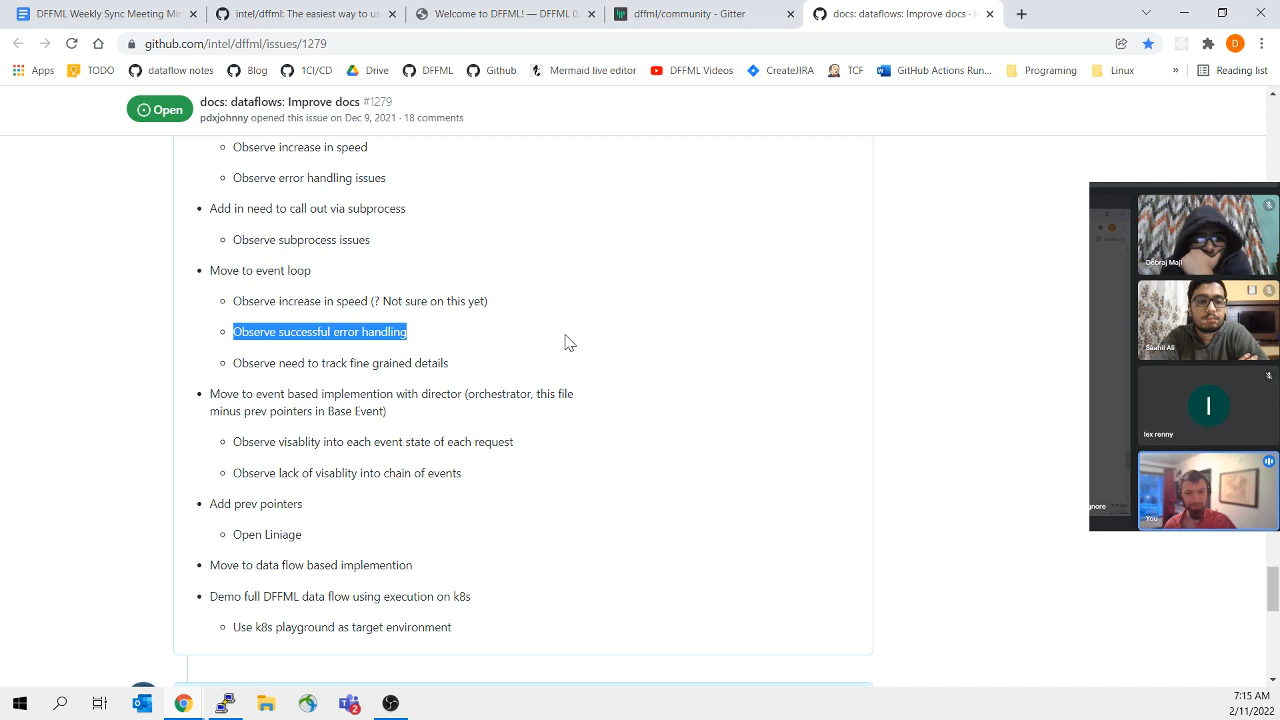 DFFML Weekly Sync Meeting Min
intel/dffml: The easiest way to us
Welcome to DFFML! — DFFML 0.
dffml/community - Gitter
docs: dataflows: Improve docs · I
github.com/intel/dffml/issues/1279
Apps
TODO
dataflow notes
Blog
1CI/CD
Drive
DFFML
Github
Mermaid live editor
DFFML Videos
CreateJIRA
TCF
GitHub Actions Run...
Programing
Linux
»
Reading list
Open
docs: dataflows: Improve docs #1279
pdxjohnny opened this issue on Dec 9, 2021 · 18 comments
Observe increase in speed
Observe error handling issues
Add in need to call out via subprocess
Observe subprocess issues
Move to event loop
Observe increase in speed (? Not sure on this yet)
Observe successful error handling
Observe need to track fine grained details
Move to event based implemention with director (orchestrator, this file
minus prev pointers in Base Event)
Observe visablity into each event state of each request
Observe lack of visablity into chain of events
Add prev pointers
Open Liniage
Move to data flow based implemention
Demo full DFFML data flow using execution on k8s
Use k8s playground as target environment
Debraj Maji
Saahil Ali
I
lex renny
gnore
You
D
2
7:15 AM
2/11/2022